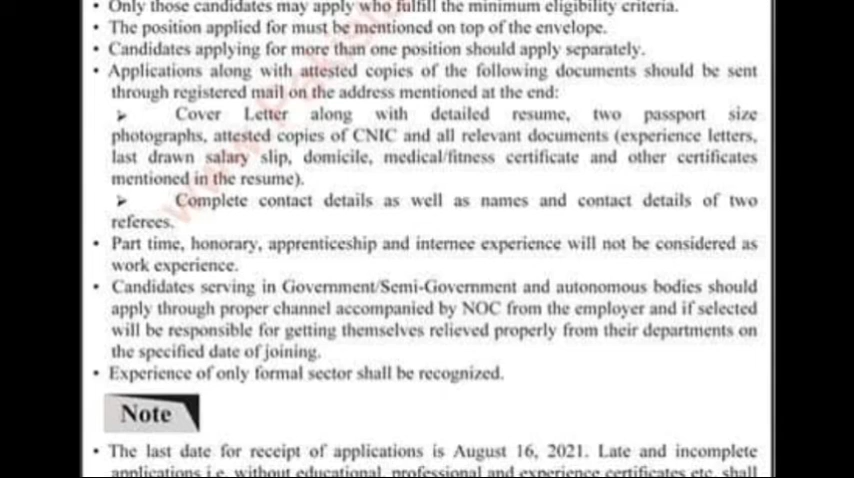 • Only those candidates may apply who fulfill the minimum eligibility criteria.
• The position applied for must be mentioned on top of the envelope.
• Candidates applying for more than one position should apply separately.
• Applications along with attested copies of the following documents should be sent
through registered mail on the address mentioned at the end:
➢ Cover Letter along with detailed resume, two passport size
photographs, attested copies of CNIC and all relevant documents (experience letters,
last drawn salary slip, domicile, medical/fitness certificate and other certificates
mentioned in the resume).
➢ Complete contact details as well as names and contact details of two
referees.
• Part time, honorary, apprenticeship and internee experience will not be considered as
work experience.
• Candidates serving in Government/Semi-Government and autonomous bodies should
apply through proper channel accompanied by NOC from the employer and if selected
will be responsible for getting themselves relieved properly from their departments on
the specified date of joining.
• Experience of only formal sector shall be recognized.
Note
• The last date for receipt of applications is August 16, 2021. Late and incomplete
applications i.e. without educational, professional and experience certificates etc. shall